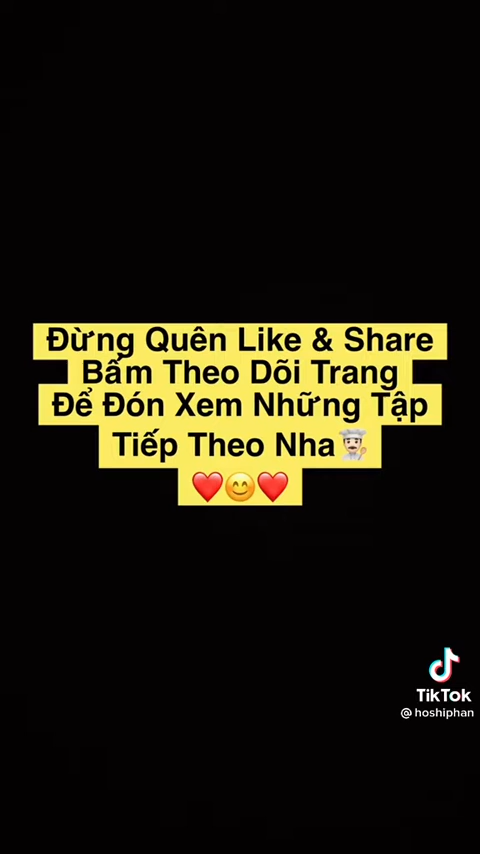 Đừng Quên Like & Share
Bấm Theo Dõi Trang
Để Đón Xem Những Tập
Tiếp Theo Nha👨🏻‍🍳
❤️😊❤️
TikTok
@hoshiphan